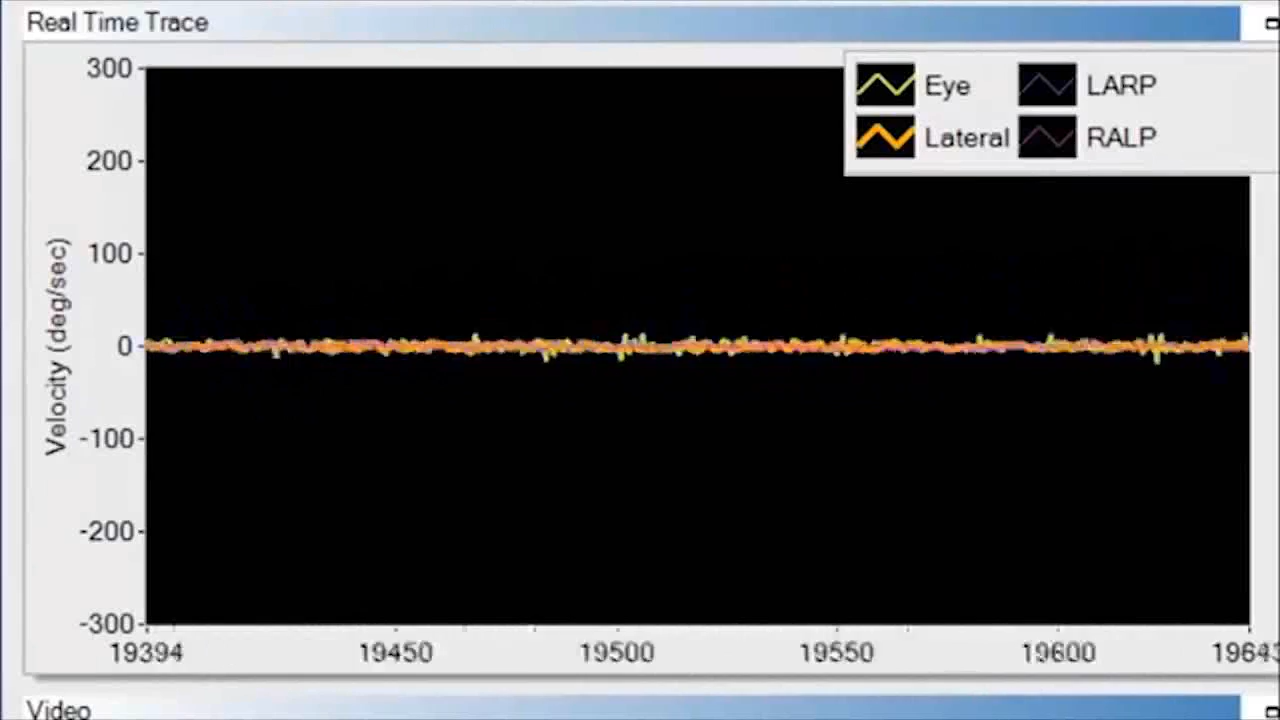 Real Time Trace
Eye LARP
Lateral RALP
300
200
100
0
-100
-200
-300
Velocity (deg/sec)
19394 19450 19500 19550 19600 19643
Video